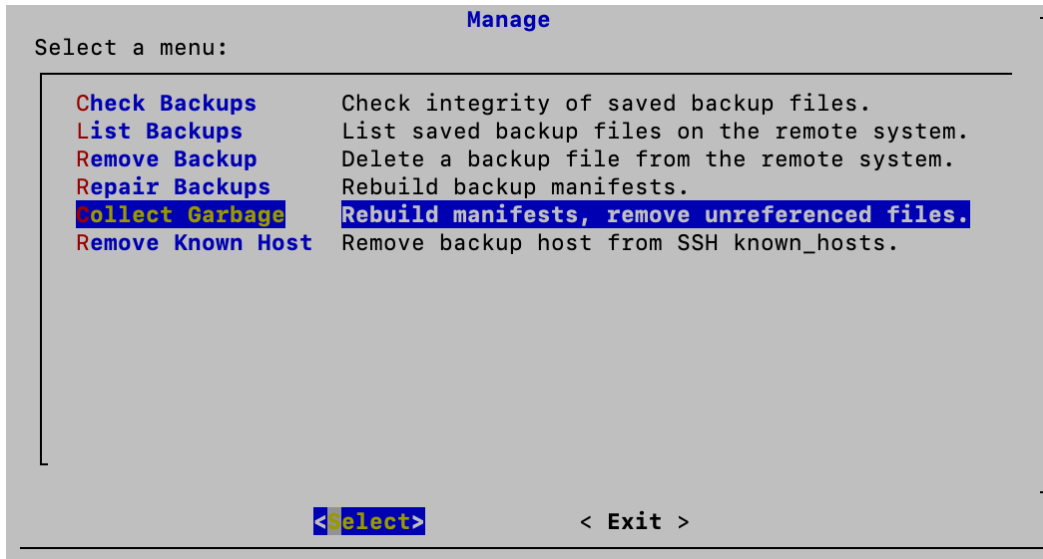 Manage
Select a menu:
Check Backups Check integrity of saved backup files.
List Backups List saved backup files on the remote system.
Remove Backup Delete a backup file from the remote system.
Repair Backups Rebuild backup manifests.
Collect Garbage Rebuild manifests, remove unreferenced files.
Remove Known Host Remove backup host from SSH known_hosts.
<Select> < Exit >